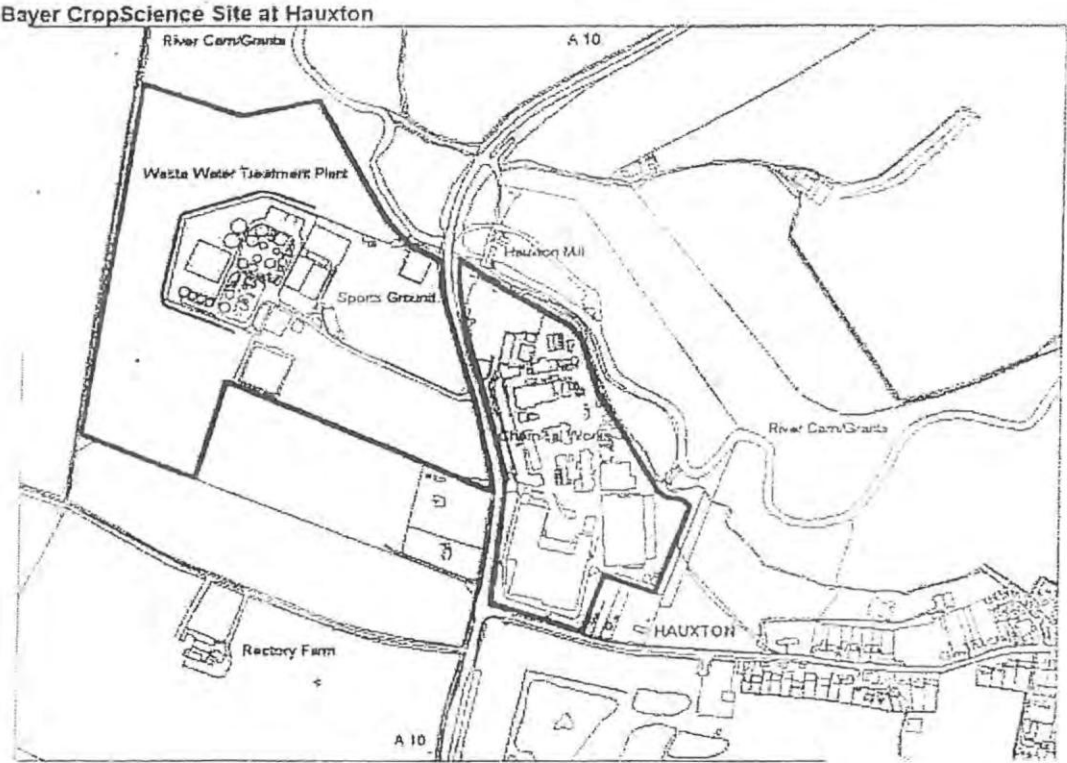 Bayer CropScience Site at Hauxton
River Cam/Granta
A 10
Waste Water Treatment Plant
Hauxton Mill
Sports Ground
Chemical Works
River Cam/Granta
HAUXTON
Rectory Farm
A 10